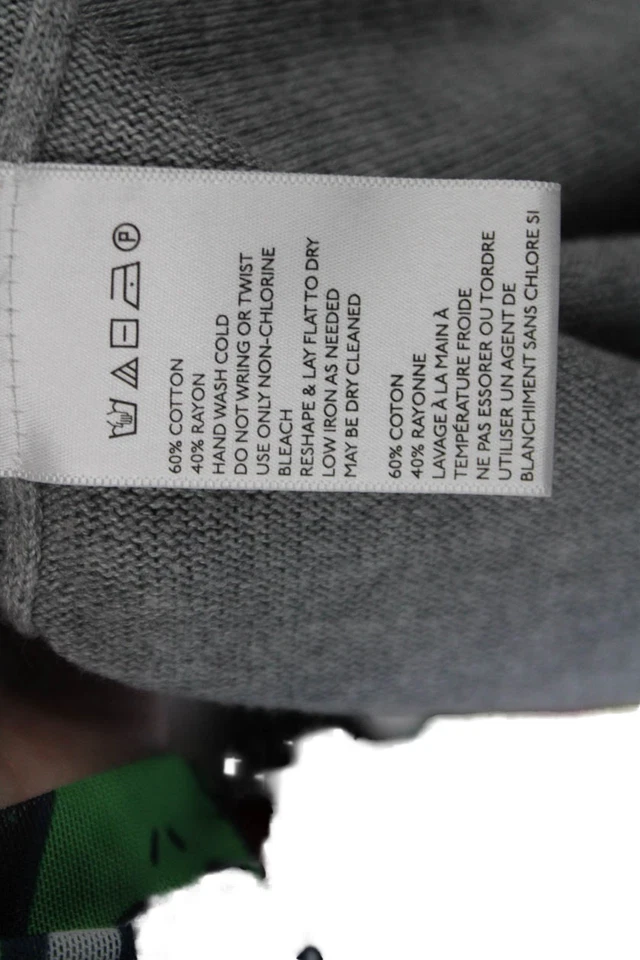 P
60% COTTON
40% RAYON
HAND WASH COLD
DO NOT WRING OR TWIST
USE ONLY NON-CHLORINE
BLEACH
RESHAPE & LAY FLAT TO DRY
LOW IRON AS NEEDED
MAY BE DRY CLEANED
60% COTON
40% RAYONNE
LAVAGE À LA MAIN À
TEMPÉRATURE FROIDE
NE PAS ESSORER OU TORDRE
UTILISER UN AGENT DE
BLANCHIMENT SANS CHLORE SI